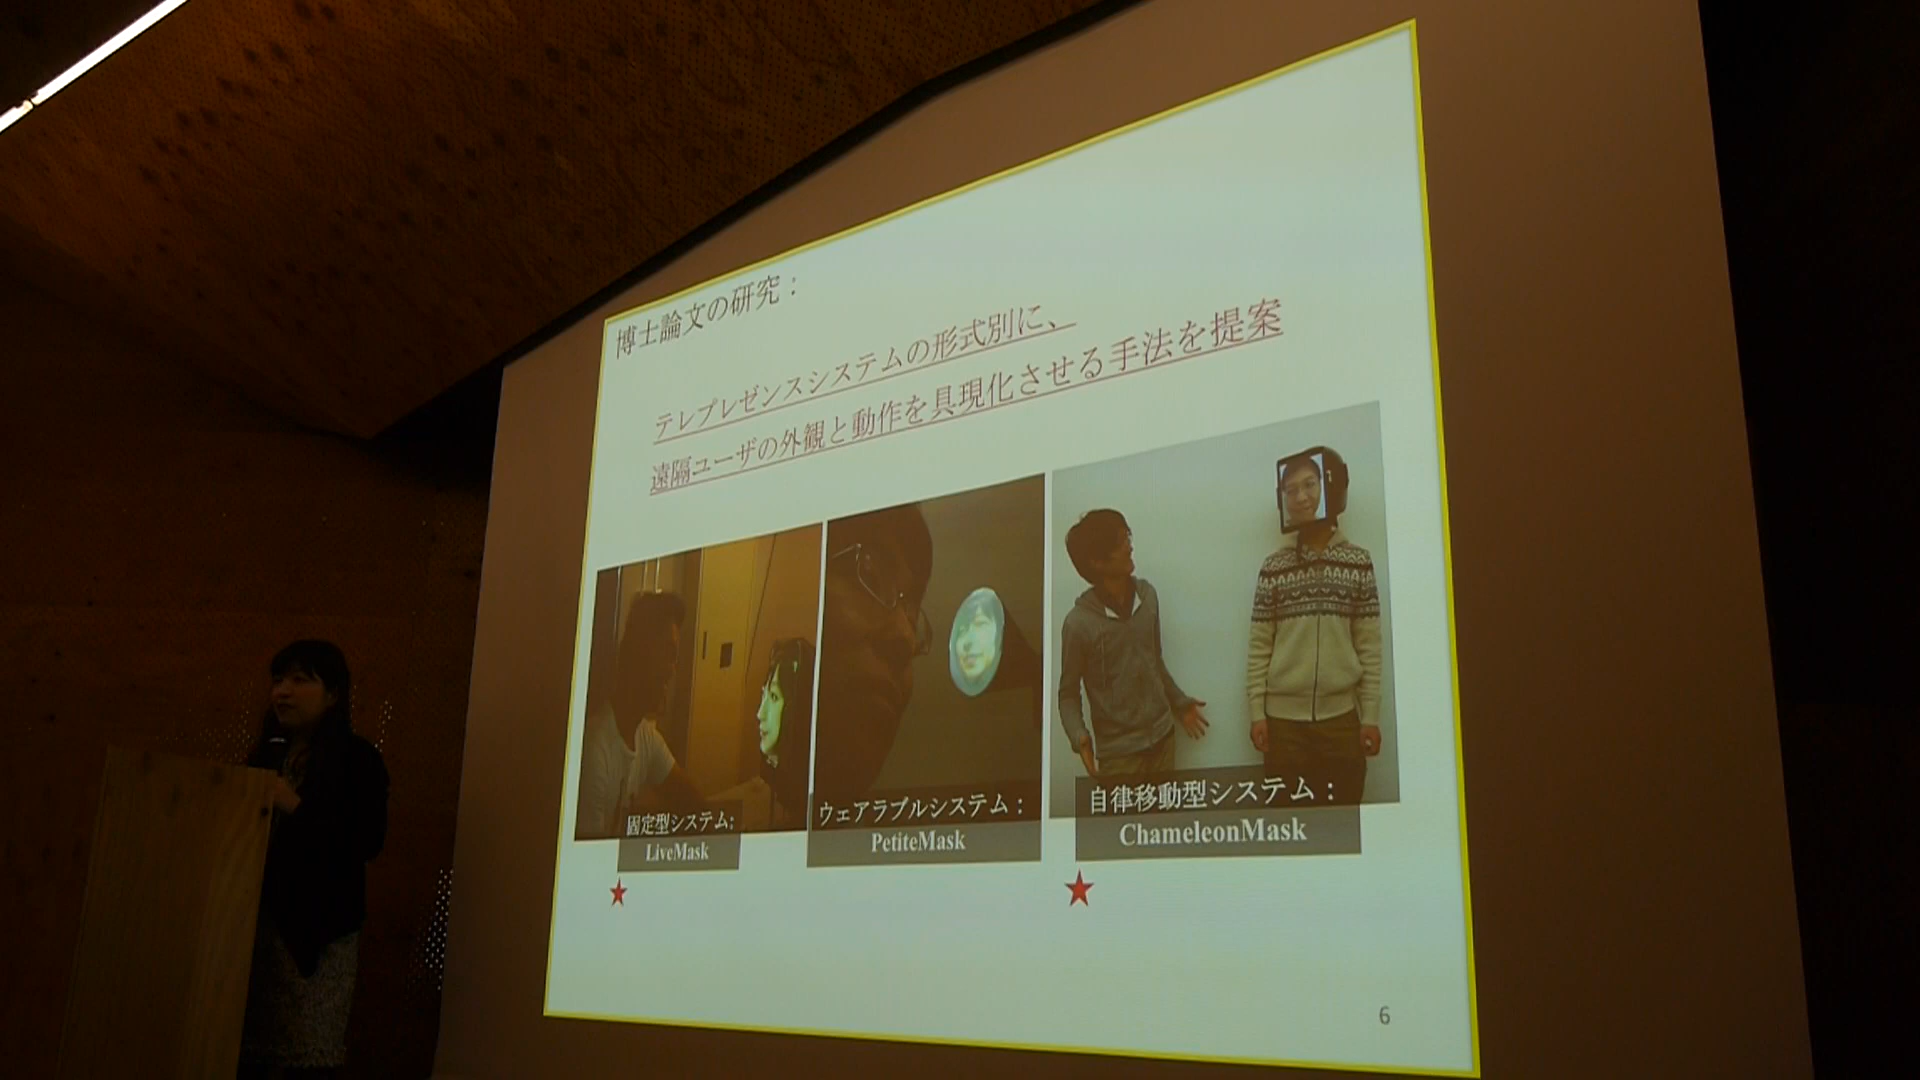 博士論文の研究：
テレプレゼンスシステムの形式別に、
遠隔ユーザの外観と動作を具現化させる手法を提案
固定型システム:
LiveMask
ウェアラブルシステム：
PetiteMask
自律移動型システム：
ChameleonMask
6